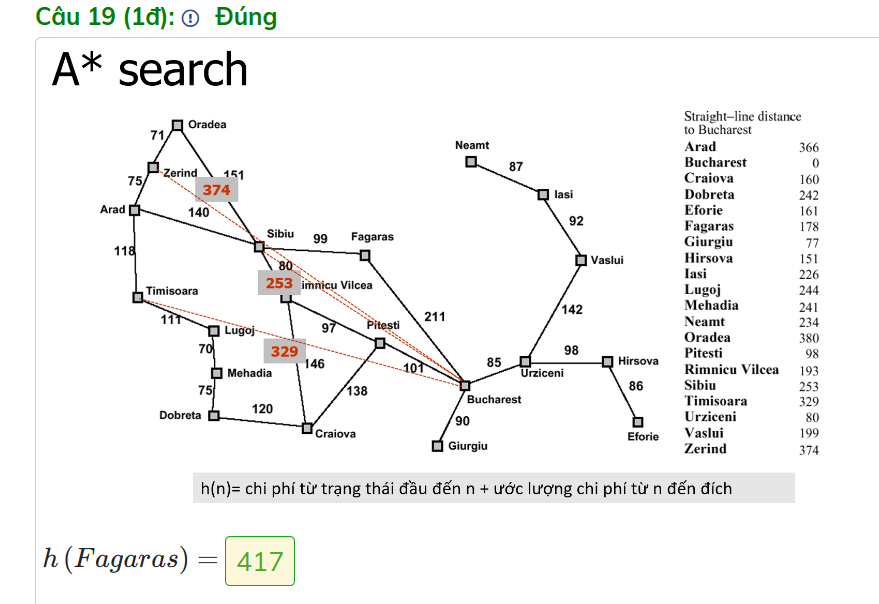 Câu 19 (1đ): Đúng
A* search
Straight–line distance
to Bucharest
Arad 366
Bucharest 0
Craiova 160
Dobreta 242
Eforie 161
Fagaras 178
Giurgiu 77
Hirsova 151
Iasi 226
Lugoj 244
Mehadia 241
Neamt 234
Oradea 380
Pitesti 98
Rimnicu Vilcea 193
Sibiu 253
Timisoara 329
Urziceni 80
Vaslui 199
Zerind 374
Oradea
71
Neamt
87
Zerind
151
75
374
Iasi
Arad
140
92
Sibiu
99
Fagaras
118
80
Vaslui
253
imnicu Vilcea
Timisoara
142
111
Lugoj
97
Pitesti
211
70
329
146
98
85
Hirsova
101
Urziceni
Mehadia
86
75
138
Bucharest
120
90
Dobreta
Craiova
Giurgiu
Eforie
h(n)= chi phí từ trạng thái đầu đến n + ước lượng chi phí từ n đến đích
h (Fagaras) = 417